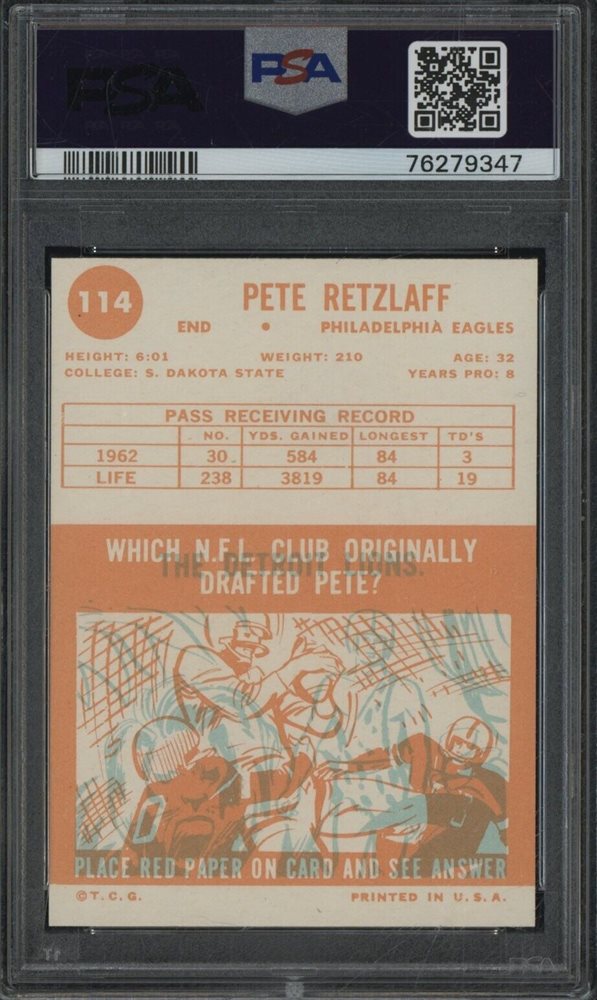 PSA
PSA
76279347
114
PETE RETZLAFF
END • PHILADELPHIA EAGLES
HEIGHT: 6:01 WEIGHT: 210 AGE: 32
COLLEGE: S. DAKOTA STATE YEARS PRO: 8
PASS RECEIVING RECORD
NO. YDS. GAINED LONGEST TD'S
1962 30 584 84 3
LIFE 238 3819 84 19
WHICH N.F.L. CLUB ORIGINALLY
THE DETROIT LIONS.
DRAFTED PETE?
PLACE RED PAPER ON CARD AND SEE ANSWER
©T.C.G. PRINTED IN U.S.A.
PSA